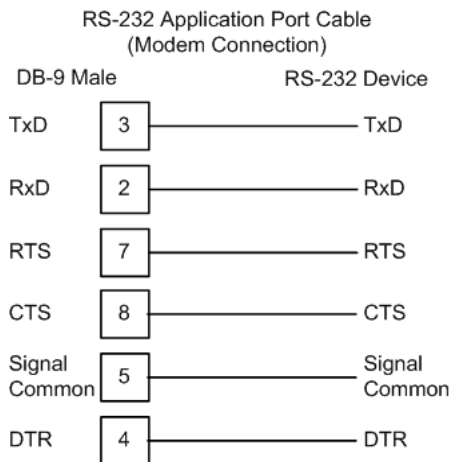 RS-232 Application Port Cable
(Modem Connection)
DB-9 Male RS-232 Device
TxD 3 TxD
RxD 2 RxD
RTS 7 RTS
CTS 8 CTS
Signal Common 5 Signal Common
DTR 4 DTR